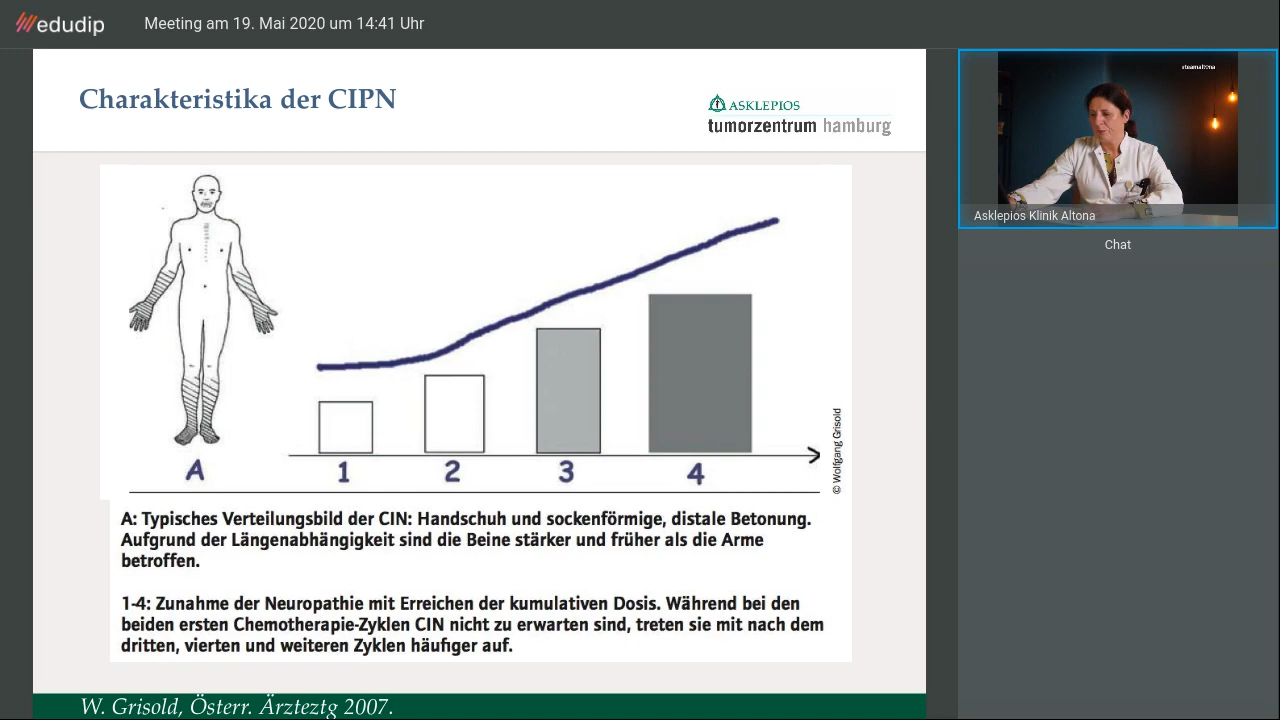 edudip
Meeting am 19. Mai 2020 um 14:41 Uhr
Charakteristika der CIPN
ASKLEPIOS
tumorzentrum hamburg
#teamaltona
Asklepios Klinik Altona
Chat
© Wolfgang Grisold
A
1
2
3
4
A: Typisches Verteilungsbild der CIN: Handschuh und sockenförmige, distale Betonung.
Aufgrund der Längenabhängigkeit sind die Beine stärker und früher als die Arme
betroffen.
1-4: Zunahme der Neuropathie mit Erreichen der kumulativen Dosis. Während bei den
beiden ersten Chemotherapie-Zyklen CIN nicht zu erwarten sind, treten sie mit nach dem
dritten, vierten und weiteren Zyklen häufiger auf.
W. Grisold, Österr. Ärzteztg 2007.